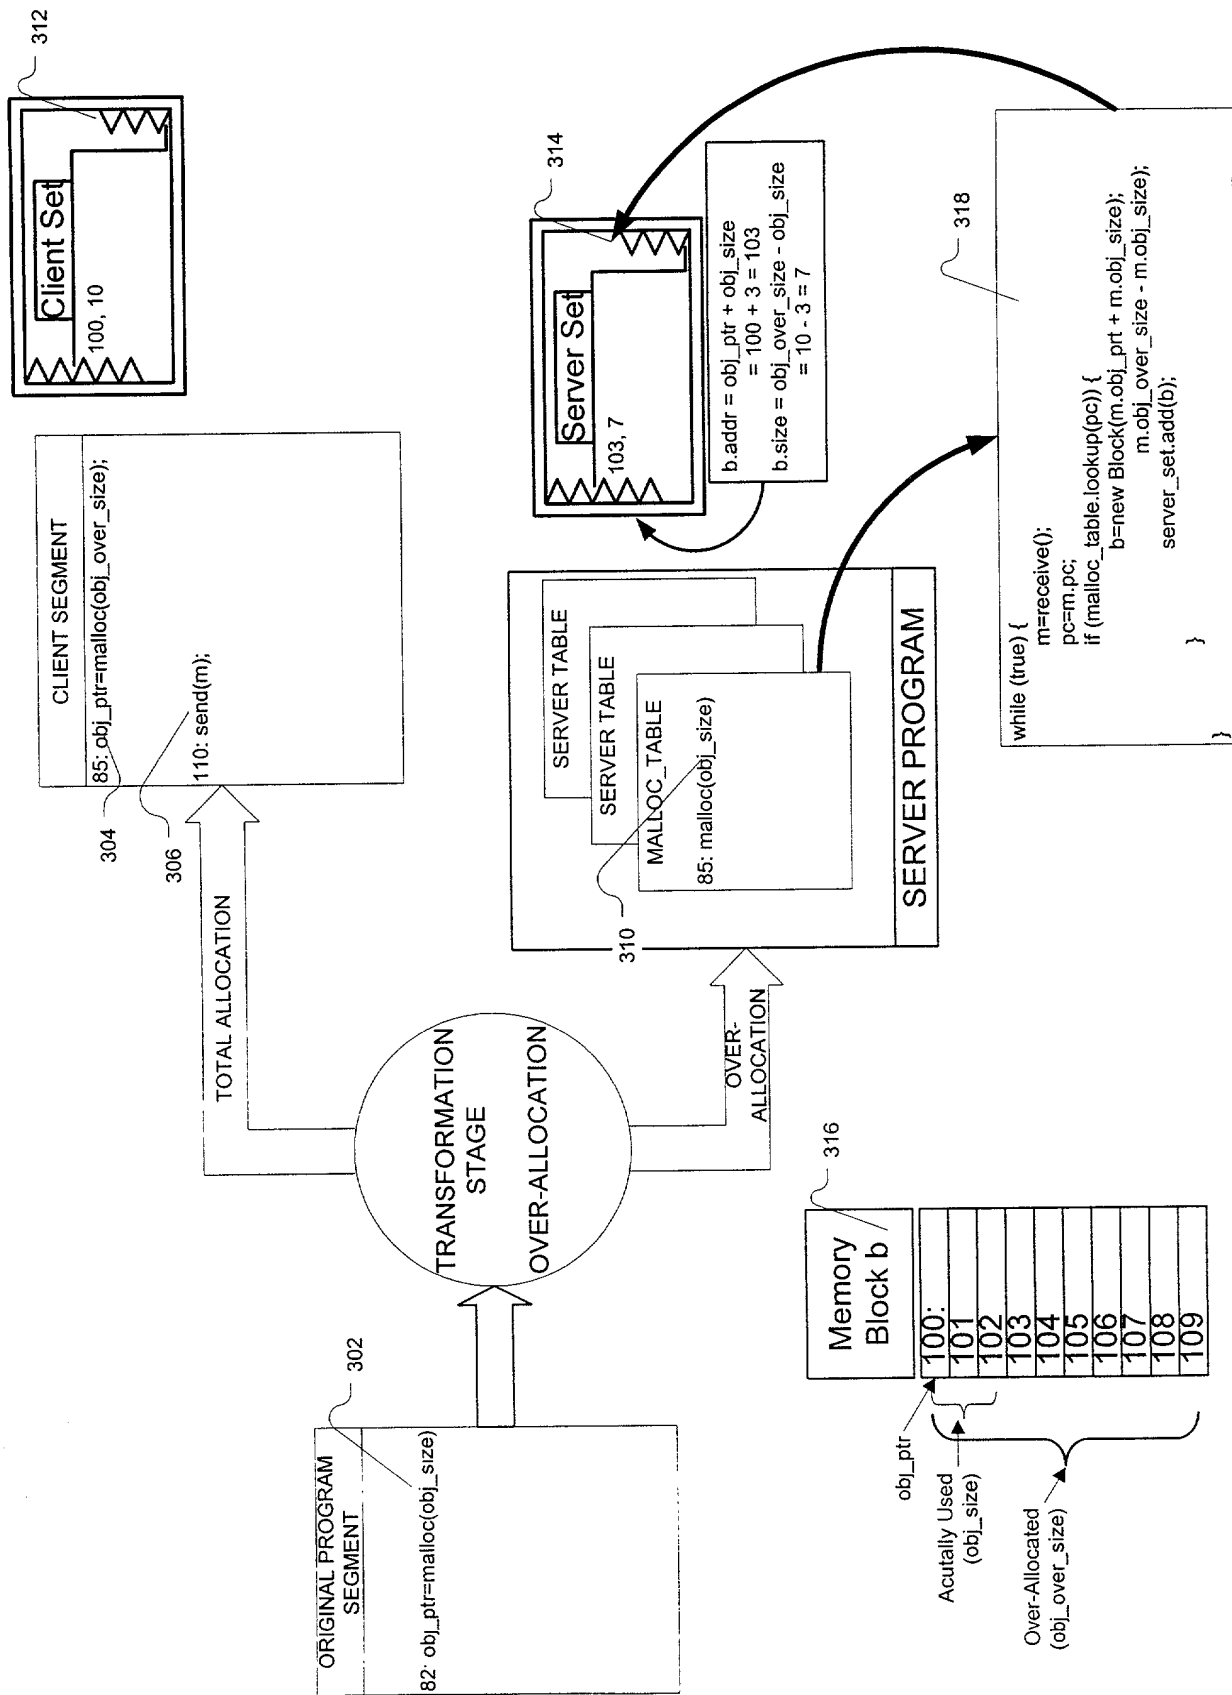 ORIGINAL PROGRAM
SEGMENT
82: obj_ptr=malloc(obj_size)
302
TRANSFORMATION
STAGE
OVER-ALLOCATION
TOTAL ALLOCATION
OVER-
ALLOCATION
CLIENT SEGMENT
85: obj_ptr=malloc(obj_over_size);
110: send(m);
304
306
Client Set
100, 10
312
SERVER TABLE
SERVER TABLE
MALLOC_TABLE
85: malloc(obj_size)
310
SERVER PROGRAM
Server Set
103, 7
314
b.addr = obj_ptr + obj_size
= 100 + 3 = 103
b.size = obj_over_size - obj_size
= 10 - 3 = 7
Memory
Block b
316
100:
101
102
103
104
105
106
107
108
109
obj_ptr
Acutally Used
(obj_size)
Over-Allocated
(obj_over_size)
318
while (true) {
m=receive();
pc=m.pc;
if (malloc_table.lookup(pc)) {
b=new Block(m.obj_prt + m.obj_size);
m.obj_over_size - m.obj_size);
server_set.add(b);
}
}